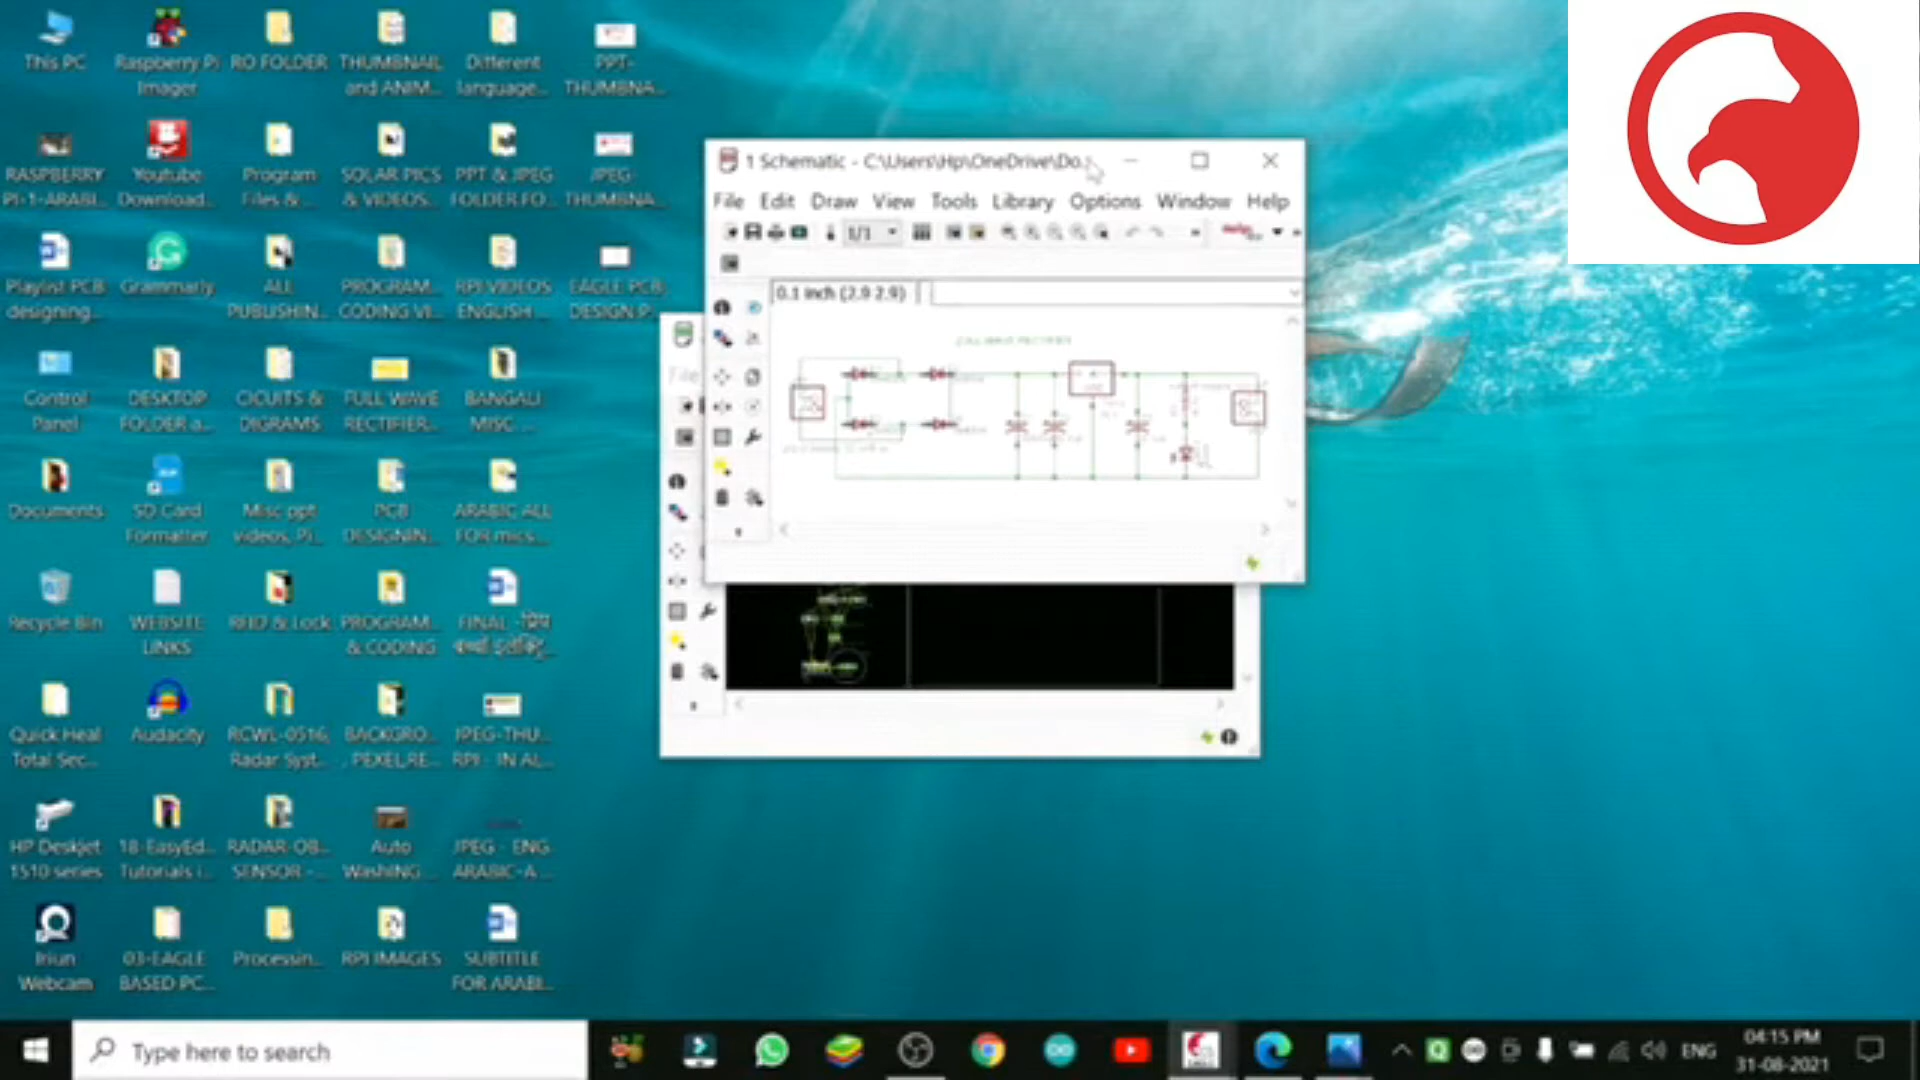 This PC
Raspberry Pi
Imager
RO FOLDER
THUMBNAIL
and ANIM...
Different
language...
PPT-
THUMBNA...
RASPBERRY
PI-1-ARABI...
Youtube
Download...
Program
Files & ...
SOLAR PICS
& VIDEOS...
PPT & JPEG
FOLDER FO...
JPEG-
THUMBNA...
Playlist PCB
designing...
Grammarly
ALL
PUBLISHIN...
PROGRAM...
CODING VI...
RPI VIDEOS
ENGLISH ...
EAGLE PCB
DESIGN P...
Control
Panel
DESKTOP
FOLDER a...
CICUITS &
DIGRAMS
FULL WAVE
RECTIFIER...
BANGALI
MISC ...
Documents
SD Card
Formatter
Misc ppt
videos, Pi...
PCB
DESIGNIN...
ARABIC ALL
FOR mics...
Recycle Bin
WEBSITE
LINKS
RFID & Lock
PROGRAM...
& CODING
FINAL
Quick Heal
Total Sec...
Audacity
RCWL-0516,
Radar Syst...
BACKGRO...
, PEXEL,RE...
JPEG-THU...
RPI - IN AL...
HP Deskjet
1510 series
18-EasyEd...
Tutorials i...
RADAR-OB...
SENSOR -...
Auto
WashING ...
JPEG - ENG
ARABIC-A...
Iriun
Webcam
03-EAGLE
BASED PC...
Processin...
RPI IMAGES
SUBTITLE
FOR ARABI...
1 Schematic - C:\Users\Hp\OneDrive\Do...
File Edit Draw View Tools Library Options Window Help
1/1
0.1 inch (2.9 2.9)
File
Type here to search
ENG
04:15 PM
31-08-2021